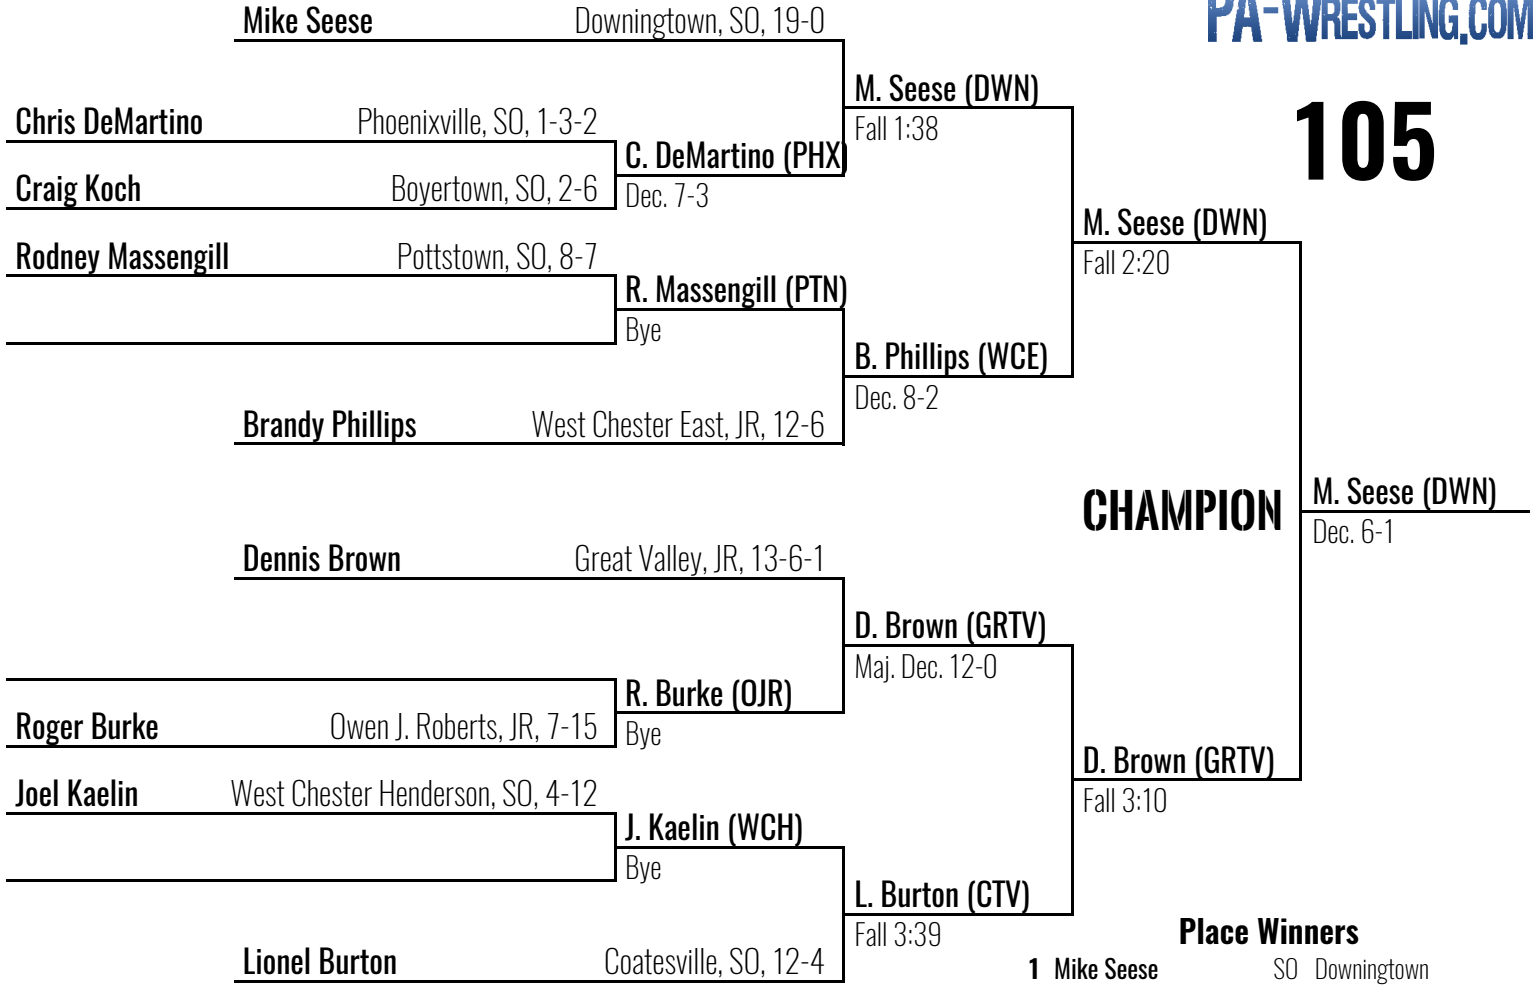 PA-WRESTLING.COM
105
Mike Seese Downingtown, SO, 19-0
M. Seese (DWN)
Fall 1:38
Chris DeMartino Phoenixville, SO, 1-3-2
C. DeMartino (PHX)
Dec. 7-3
Craig Koch Boyertown, SO, 2-6
M. Seese (DWN)
Fall 2:20
Rodney Massengill Pottstown, SO, 8-7
R. Massengill (PTN)
Bye
B. Phillips (WCE)
Dec. 8-2
Brandy Phillips West Chester East, JR, 12-6
CHAMPION
M. Seese (DWN)
Dec. 6-1
Dennis Brown Great Valley, JR, 13-6-1
D. Brown (GRTV)
Maj. Dec. 12-0
R. Burke (OJR)
Bye
Roger Burke Owen J. Roberts, JR, 7-15
D. Brown (GRTV)
Fall 3:10
Joel Kaelin West Chester Henderson, SO, 4-12
J. Kaelin (WCH)
Bye
L. Burton (CTV)
Fall 3:39
Lionel Burton Coatesville, SO, 12-4
Place Winners
1 Mike Seese SO Downingtown